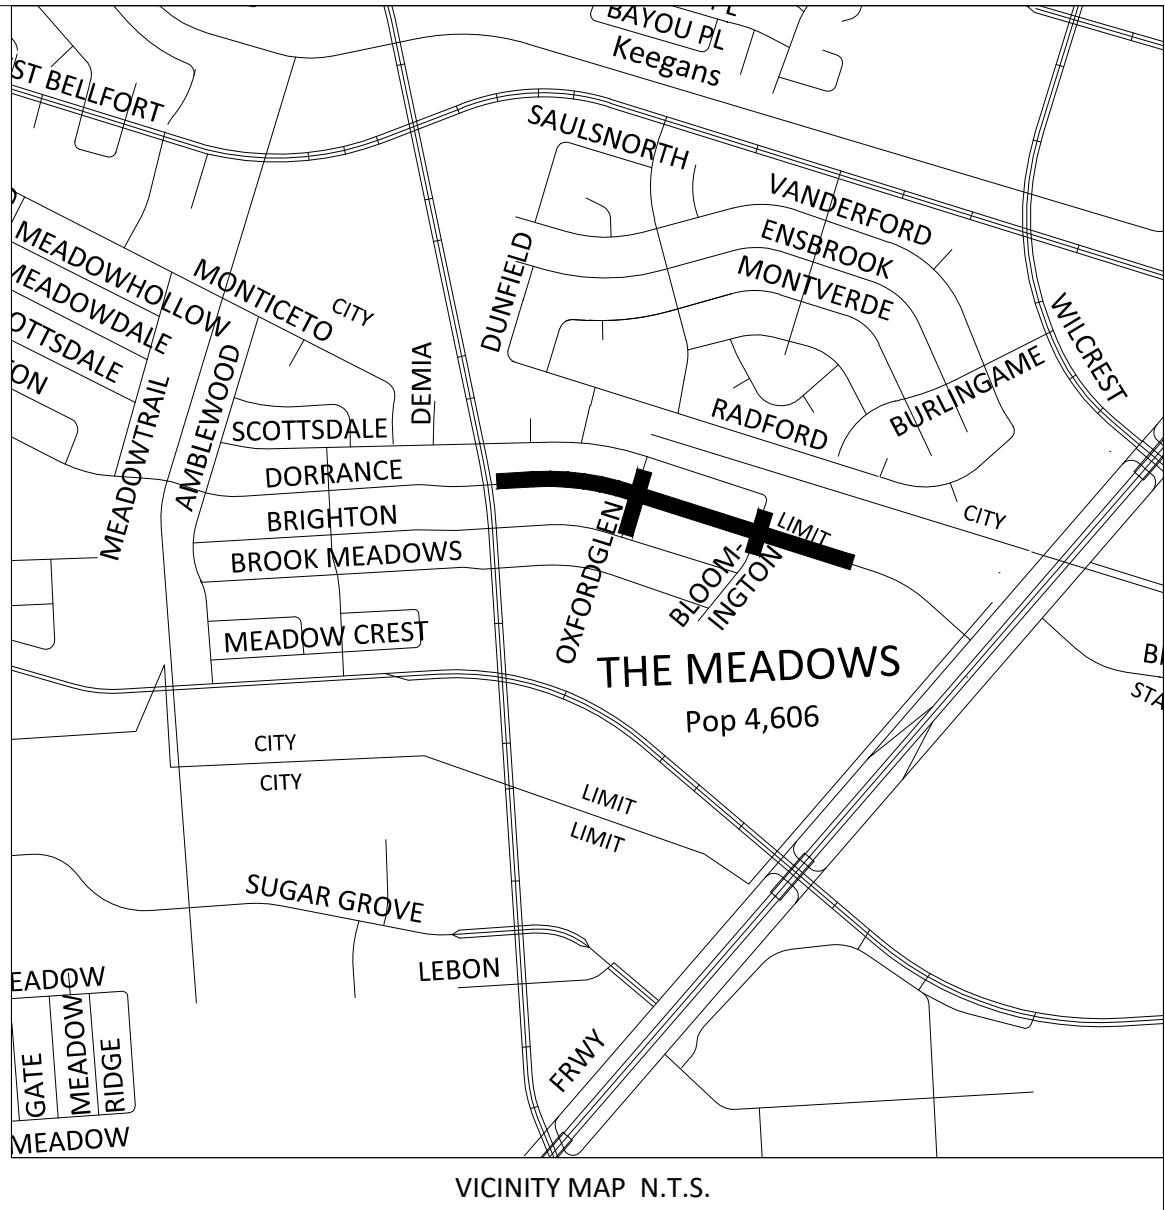 BAYOU PL
Keegans
ST BELLFORT
SAULSNORTH
VANDERFORD
ENSBROOK
MONTVERDE
MEADOWHOLLOW
MONTICETO
CITY
DUNFIELD
WILCREST
MEADOWDALE
OTTSDALE
ON
DEMIA
AMBLEWOOD
MEADOWTRAIL
BURLINGAME
RADFORD
SCOTTSDALE
DORRANCE
BRIGHTON
BROOK MEADOWS
CITY
LIMIT
OXFORDGLEN
BLOOM-
INGTON
MEADOW CREST
THE MEADOWS
Pop 4,606
STA
CITY
CITY
LIMIT
LIMIT
SUGAR GROVE
LEBON
EADOW
GATE
MEADOW
RIDGE
MEADOW
FRWY
VICINITY MAP N.T.S.